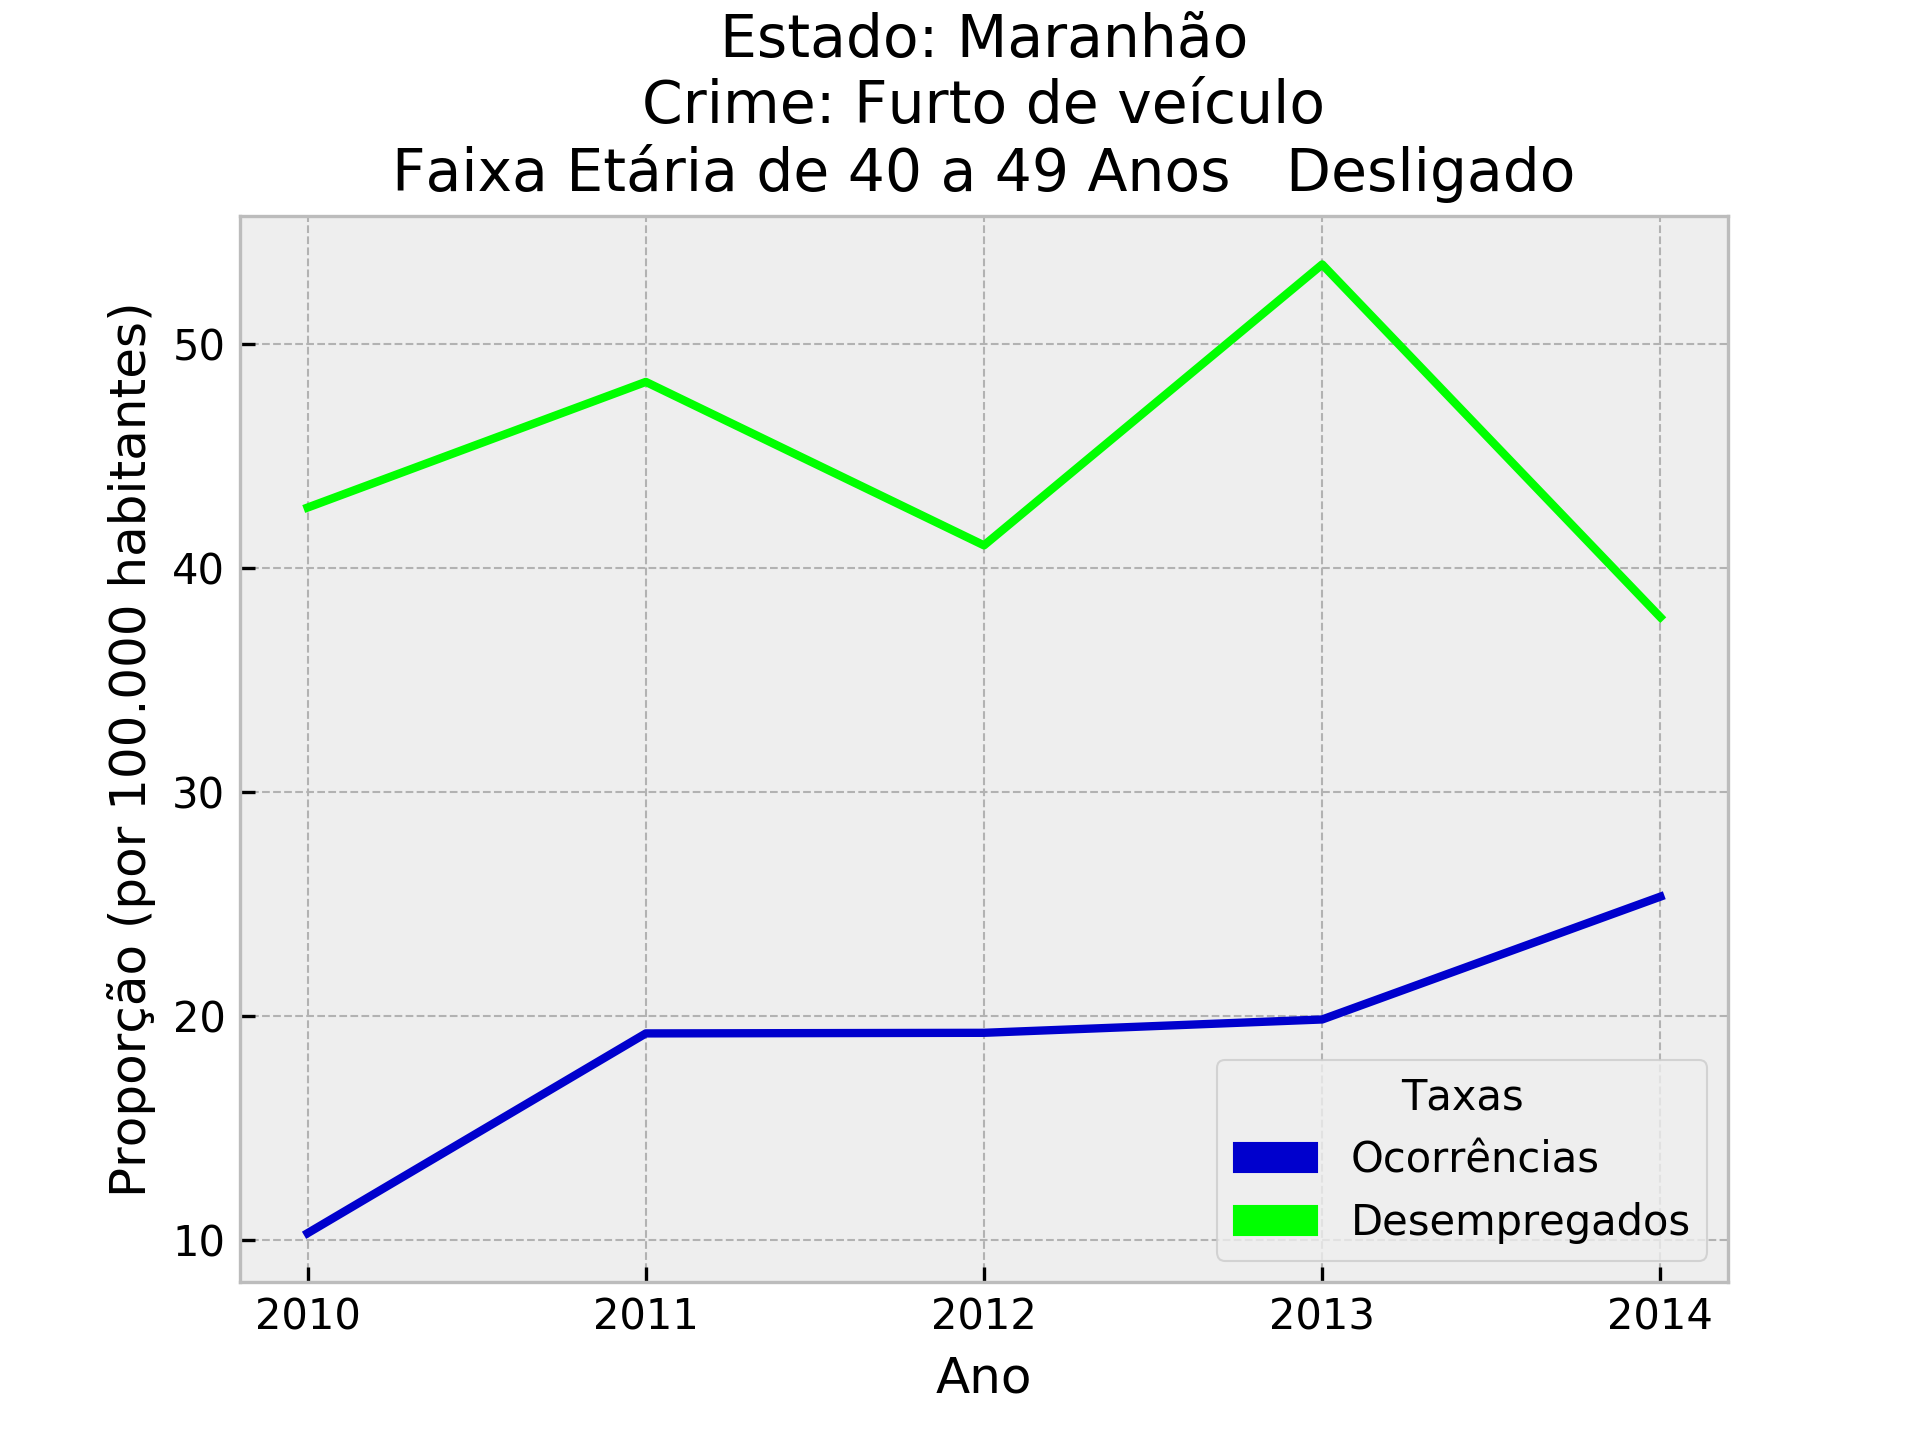 Estado: Maranhão
Crime: Furto de veículo
Faixa Etária de 40 a 49 Anos   Desligado
Proporção (por 100.000 habitantes)
50
40
30
20
10
Taxas
Ocorrências
Desempregados
2010 2011 2012 2013 2014
Ano